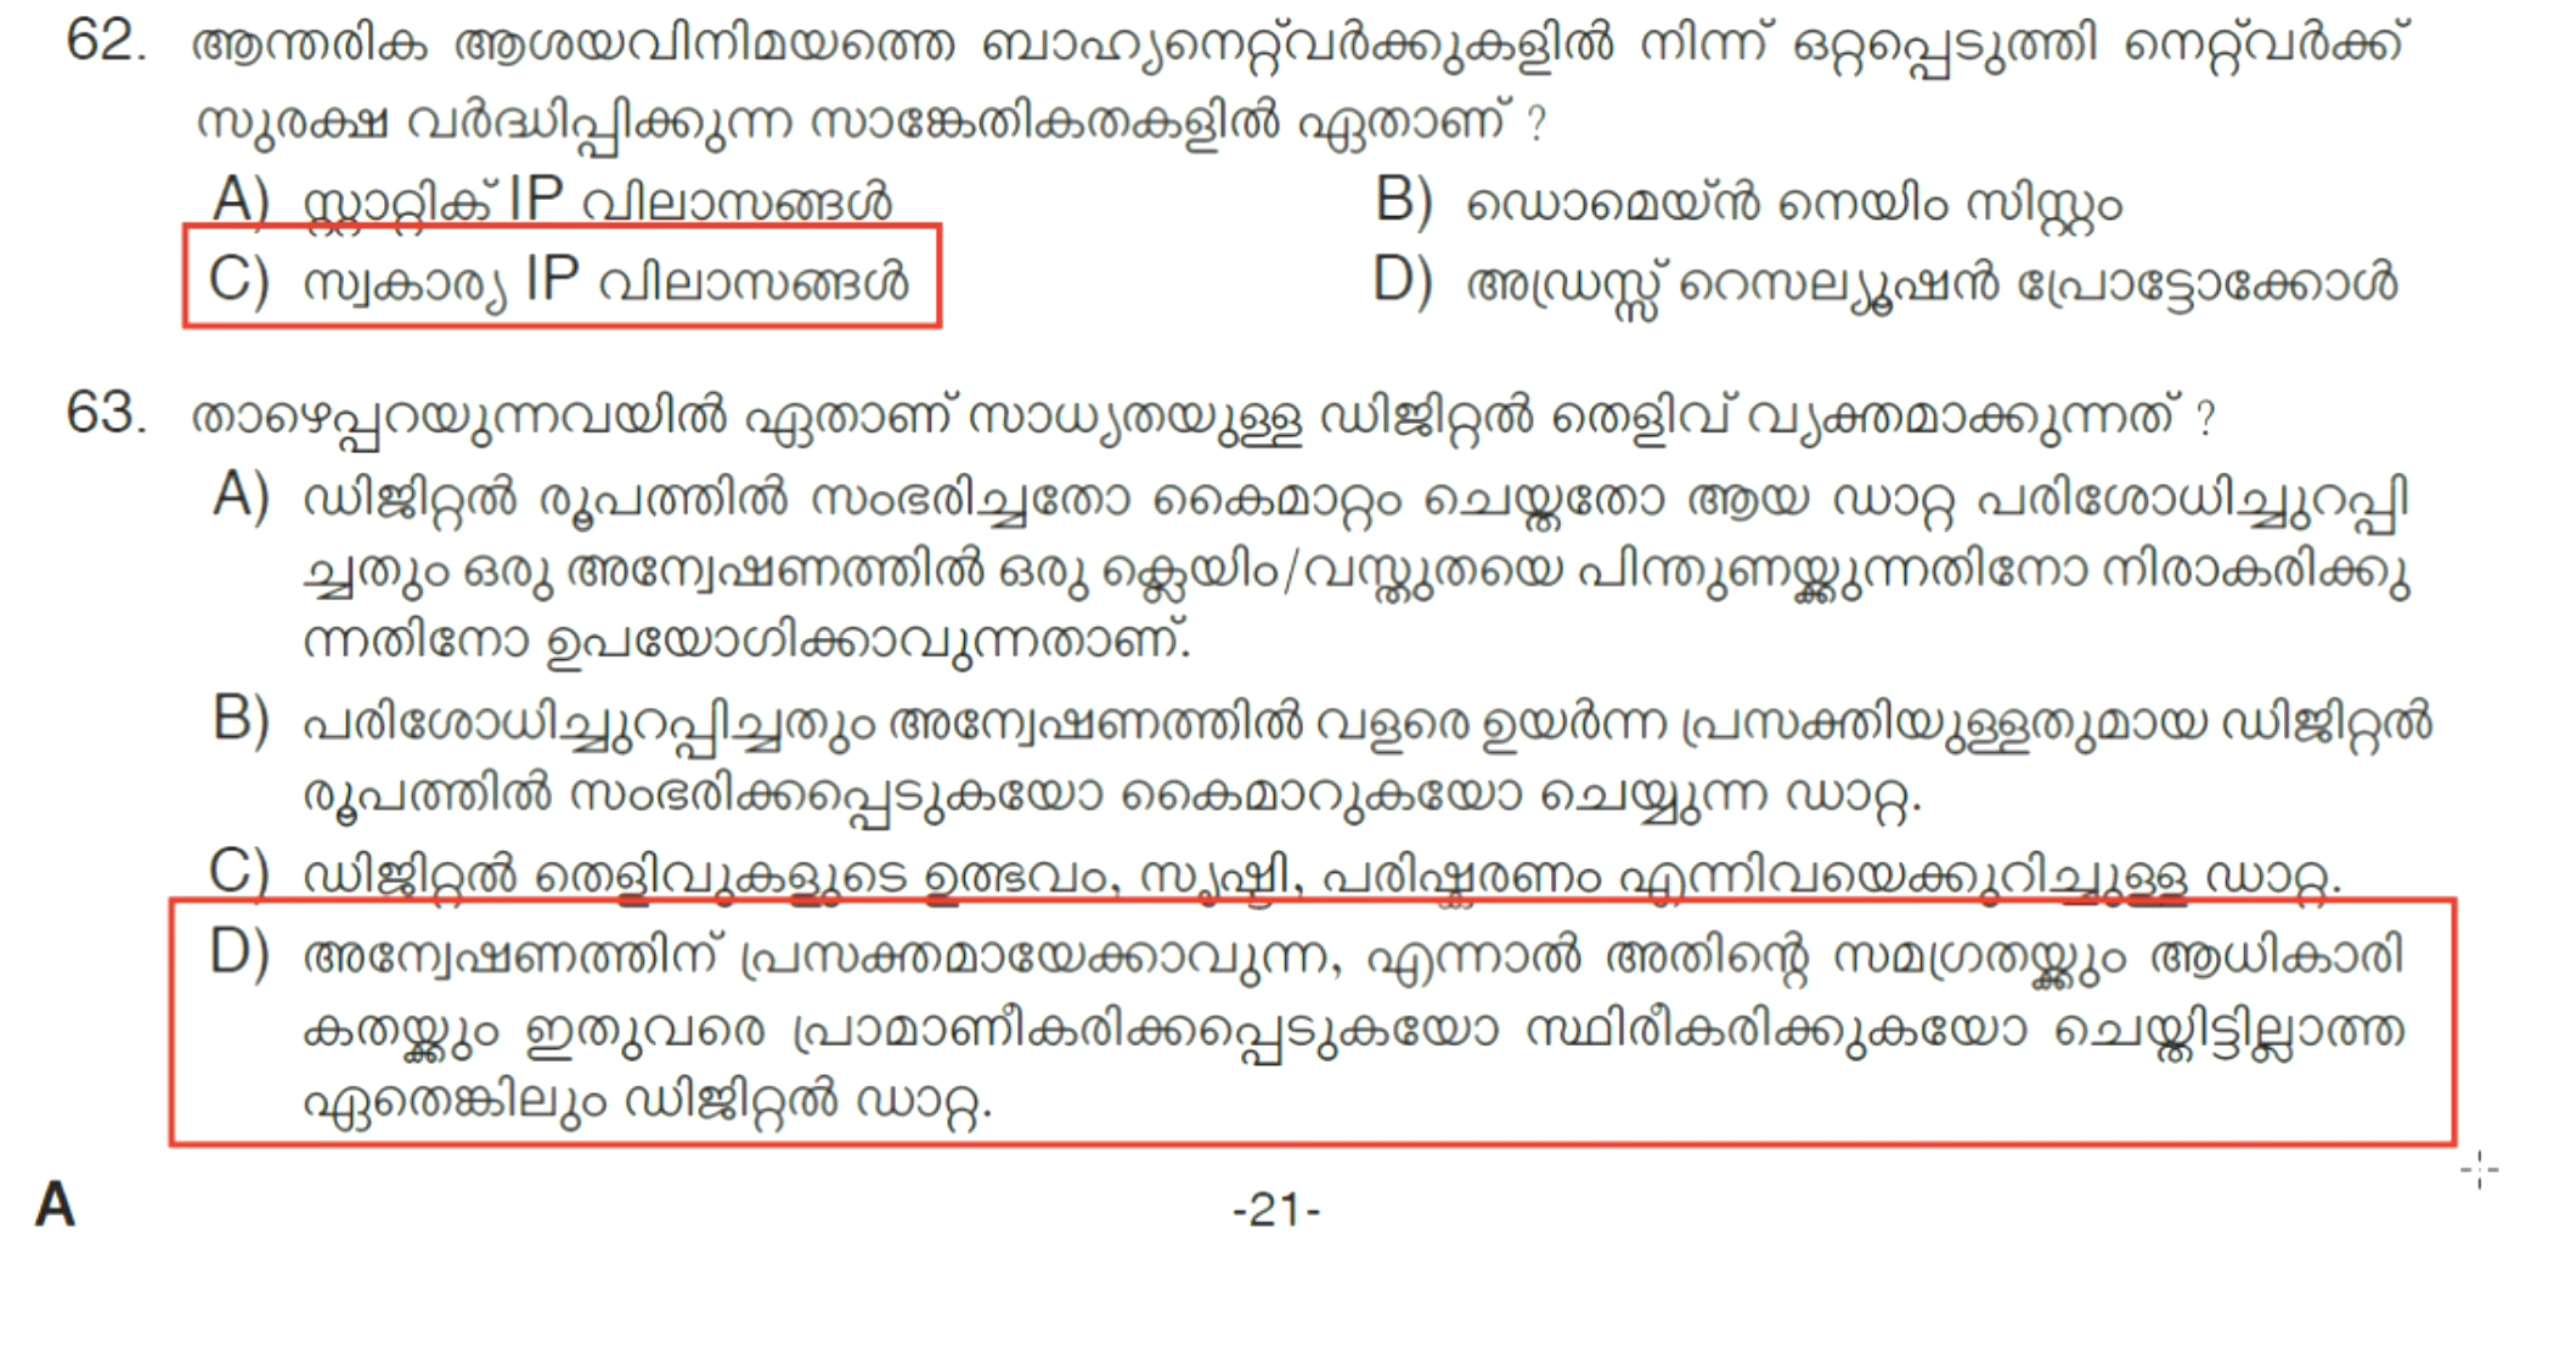 62. ആന്തരിക ആശയവിനിമയത്തെ ബാഹ്യനെറ്റ്‌വർക്കുകളിൽ നിന്ന് ഒറ്റപ്പെടുത്തി നെറ്റ്‌വർക്ക്
സുരക്ഷ വർദ്ധിപ്പിക്കുന്ന സാങ്കേതികതകളിൽ ഏതാണ് ?
A) സ്റ്റാറ്റിക് IP വിലാസങ്ങൾ B) ഡൊമെയ്ൻ നെയിം സിസ്റ്റം
C) സ്വകാര്യ IP വിലാസങ്ങൾ D) അഡ്രസ്സ് റെസല്യൂഷൻ പ്രോട്ടോക്കോൾ
63. താഴെപ്പറയുന്നവയിൽ ഏതാണ് സാധ്യതയുള്ള ഡിജിറ്റൽ തെളിവ് വ്യക്തമാക്കുന്നത് ?
A) ഡിജിറ്റൽ രൂപത്തിൽ സംഭരിച്ചതോ കൈമാറ്റം ചെയ്തതോ ആയ ഡാറ്റ പരിശോധിച്ചുറപ്പി
ച്ചതും ഒരു അന്വേഷണത്തിൽ ഒരു ക്ലെയിം/വസ്തുതയെ പിന്തുണയ്ക്കുന്നതിനോ നിരാകരിക്കു
ന്നതിനോ ഉപയോഗിക്കാവുന്നതാണ്.
B) പരിശോധിച്ചുറപ്പിച്ചതും അന്വേഷണത്തിൽ വളരെ ഉയർന്ന പ്രസക്തിയുള്ളതുമായ ഡിജിറ്റൽ
രൂപത്തിൽ സംഭരിക്കപ്പെടുകയോ കൈമാറുകയോ ചെയ്യുന്ന ഡാറ്റ.
C) ഡിജിറ്റൽ തെളിവുകളുടെ ഉത്ഭവം, സൃഷ്ടി, പരിഷ്കരണം എന്നിവയെക്കുറിച്ചുള്ള ഡാറ്റ.
D) അന്വേഷണത്തിന് പ്രസക്തമായേക്കാവുന്ന, എന്നാൽ അതിന്റെ സമഗ്രതയ്ക്കും ആധികാരി
കതയ്ക്കും ഇതുവരെ പ്രാമാണീകരിക്കപ്പെടുകയോ സ്ഥിരീകരിക്കുകയോ ചെയ്തിട്ടില്ലാത്ത
ഏതെങ്കിലും ഡിജിറ്റൽ ഡാറ്റ.
A -21-